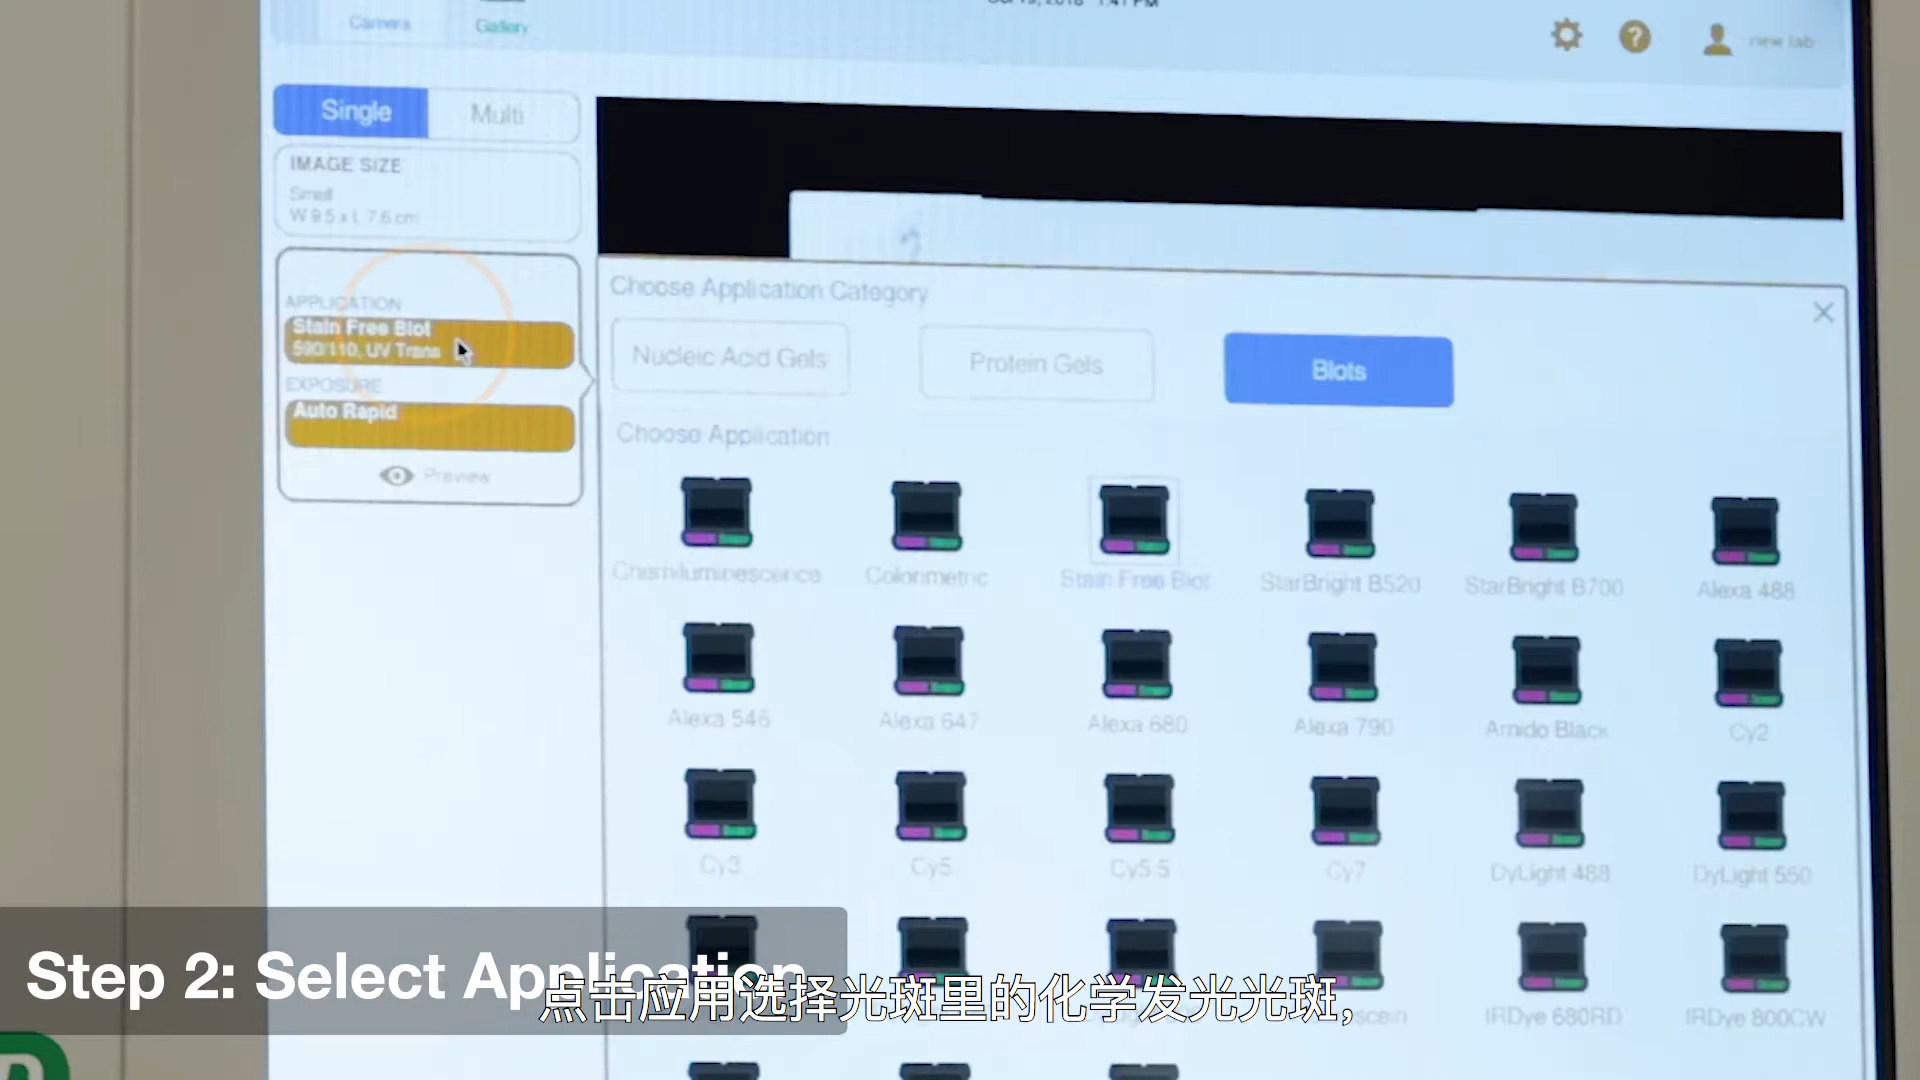 Camera
Gallery
new lab
Single
Multi
IMAGE SIZE
Small
W 9.5 x L 7.6 cm
APPLICATION
Stain Free Blot
590/110, UV Trans
EXPOSURE
Auto Rapid
Preview
Choose Application Category
Nucleic Acid Gels
Protein Gels
Blots
Choose Application
Chemiluminescence
Colorimetric
Stain Free Blot
StarBright B520
StarBright B700
Alexa 488
Alexa 546
Alexa 647
Alexa 680
Alexa 790
Amido Black
Cy2
Cy3
Cy5
Cy5.5
Cy7
DyLight 488
DyLight 550
IRDye 680RD
IRDye 800CW
Step 2: Select Application
点击应用选择光斑里的化学发光光斑,